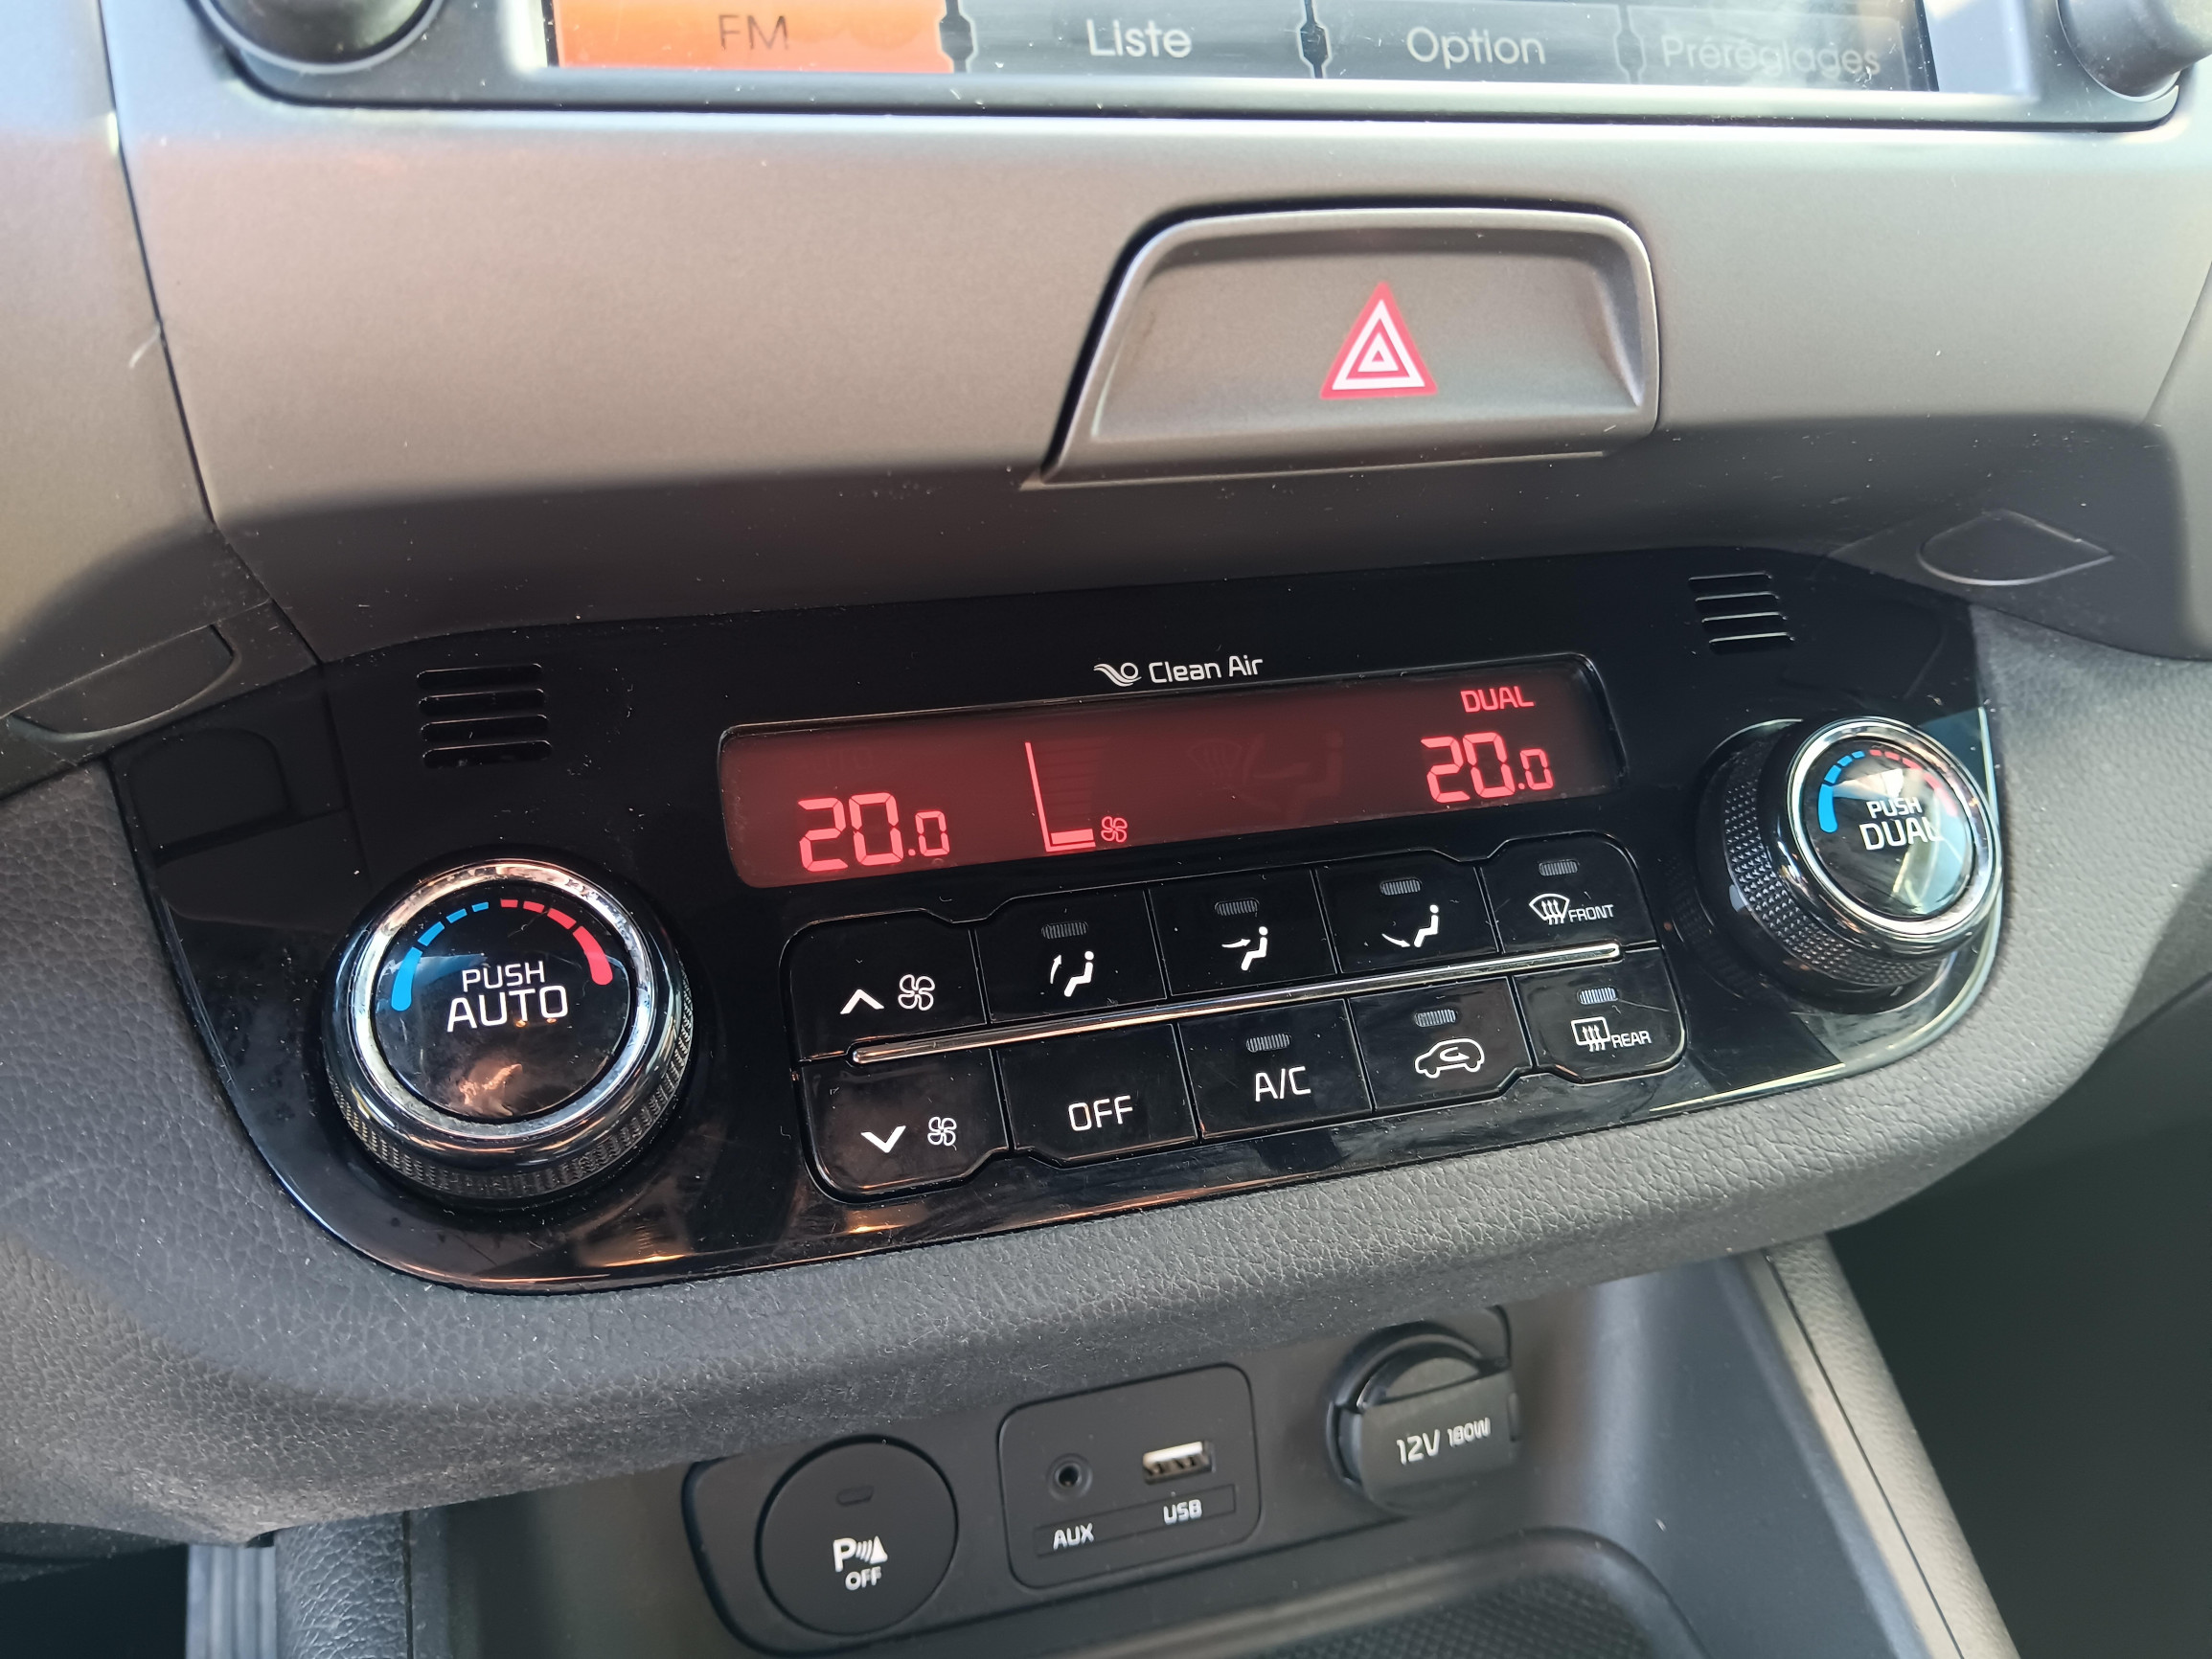 FM Liste Option Préréglages
Clean Air
DUAL
20.0 20.0
PUSH
AUTO
PUSH
DUAL
FRONT
OFF A/C REAR
P OFF
AUX USB
12V 180W